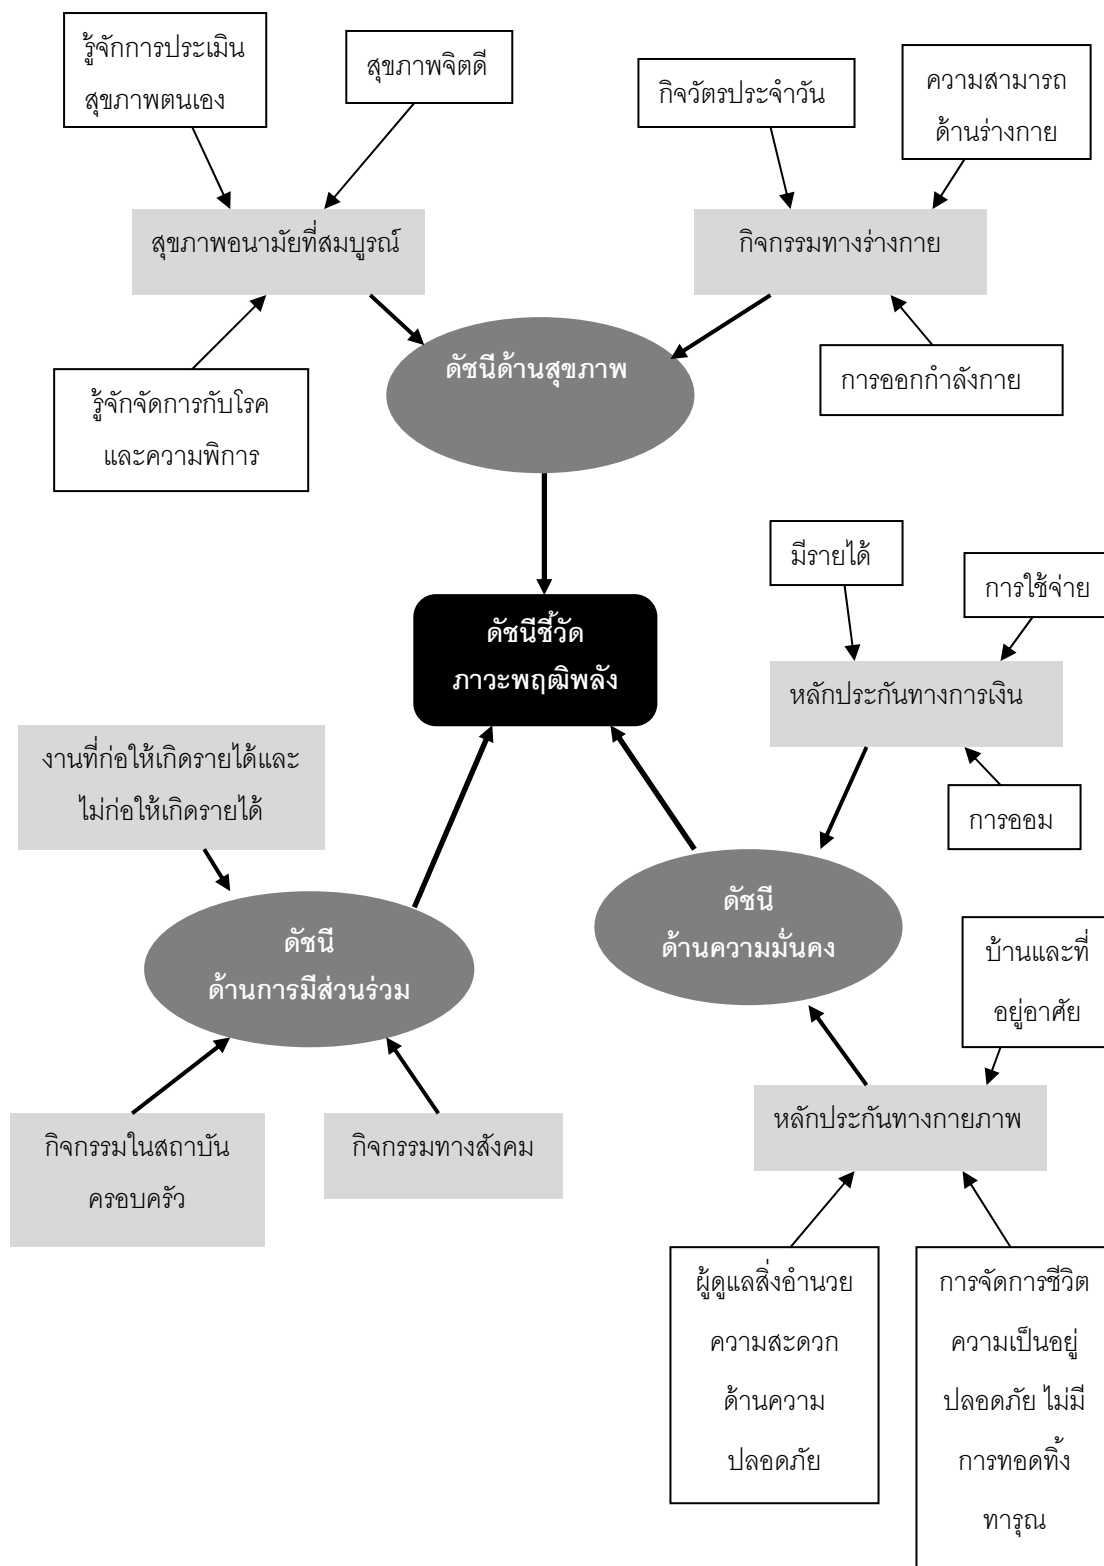 รู้จักการประเมิน
สุขภาพตนเอง
สุขภาพจิตดี
กิจวัตรประจำวัน
ความสามารถ
ด้านร่างกาย
สุขภาพอนามัยที่สมบูรณ์
กิจกรรมทางร่างกาย
ดัชนีด้านสุขภาพ
การออกกำลังกาย
รู้จักจัดการกับโรค
และความพิการ
มีรายได้
การใช้จ่าย
ดัชนีชี้วัด
ภาวะพฤฒิพลัง
หลักประกันทางการเงิน
งานที่ก่อให้เกิดรายได้และ
ไม่ก่อให้เกิดรายได้
การออม
ดัชนี
ด้านความมั่นคง
ดัชนี
ด้านการมีส่วนร่วม
บ้านและที่
อยู่อาศัย
หลักประกันทางกายภาพ
กิจกรรมในสถาบัน
ครอบครัว
กิจกรรมทางสังคม
ผู้ดูแลสิ่งอำนวย
ความสะดวก
ด้านความ
ปลอดภัย
การจัดการชีวิต
ความเป็นอยู่
ปลอดภัย ไม่มี
การทอดทิ้ง
ทารุณ